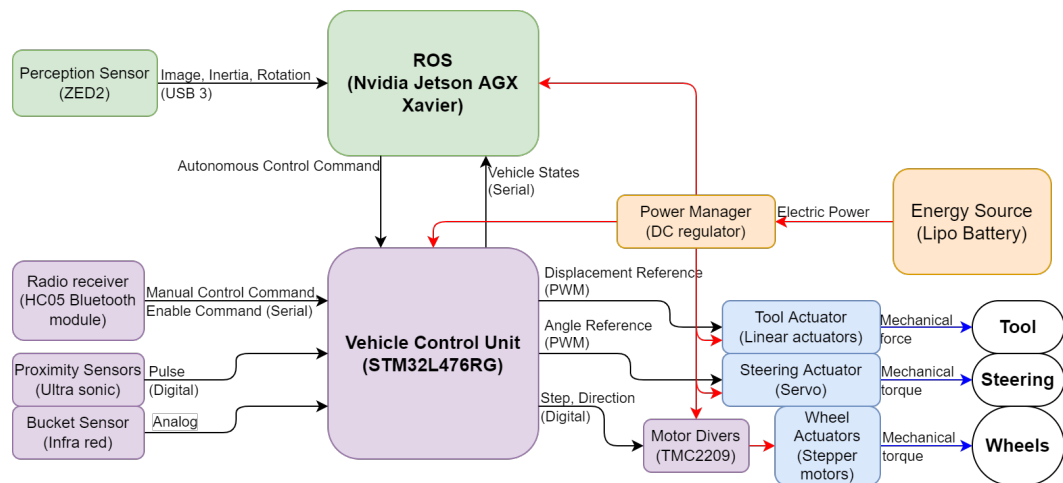 ROS
(Nvidia Jetson AGX
Xavier)
Perception Sensor
(ZED2)
Image, Inertia, Rotation
(USB 3)
Autonomous Control Command
Vehicle States
(Serial)
Power Manager
(DC regulator)
Electric Power
Energy Source
(Lipo Battery)
Radio receiver
(HC05 Bluetooth
module)
Manual Control Command
Enable Command (Serial)
Proximity Sensors
(Ultra sonic)
Pulse
(Digital)
Bucket Sensor
(Infra red)
Analog
Vehicle Control Unit
(STM32L476RG)
Displacement Reference
(PWM)
Angle Reference
(PWM)
Step, Direction
(Digital)
Tool Actuator
(Linear actuators)
Mechanical
force
Tool
Steering Actuator
(Servo)
Mechanical
torque
Steering
Motor Divers
(TMC2209)
Wheel
Actuators
(Stepper
motors)
Mechanical
torque
Wheels